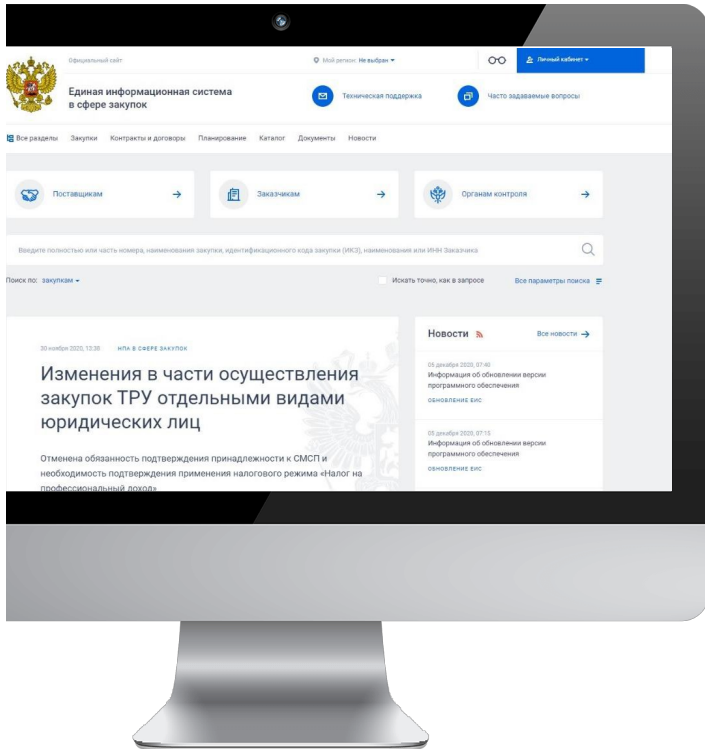 Официальный сайт
Мой регион: Не выбран
Личный кабинет
Единая информационная система
в сфере закупок
Техническая поддержка
Часто задаваемые вопросы
Все разделы Закупки Контракты и договоры Планирование Каталог Документы Новости
Поставщикам
Заказчикам
Органам контроля
Введите полностью или часть номера, наименования закупки, идентификационного кода закупки (ИКЗ), наименования или ИНН Заказчика
Поиск по: закупкам
Искать точно, как в запросе
Все параметры поиска
30 ноября 2020, 13:38 НПА В СФЕРЕ ЗАКУПОК
Изменения в части осуществления
закупок ТРУ отдельными видами
юридических лиц
Отменена обязанность подтверждения принадлежности к СМСП и
необходимость подтверждения применения налогового режима «Налог на
профессиональный доход»
Новости
Все новости
05 декабря 2020, 07:40
Информация об обновлении версии
программного обеспечения
ОБНОВЛЕНИЕ ЕИС
05 декабря 2020, 07:15
Информация об обновлении версии
программного обеспечения
ОБНОВЛЕНИЕ ЕИС